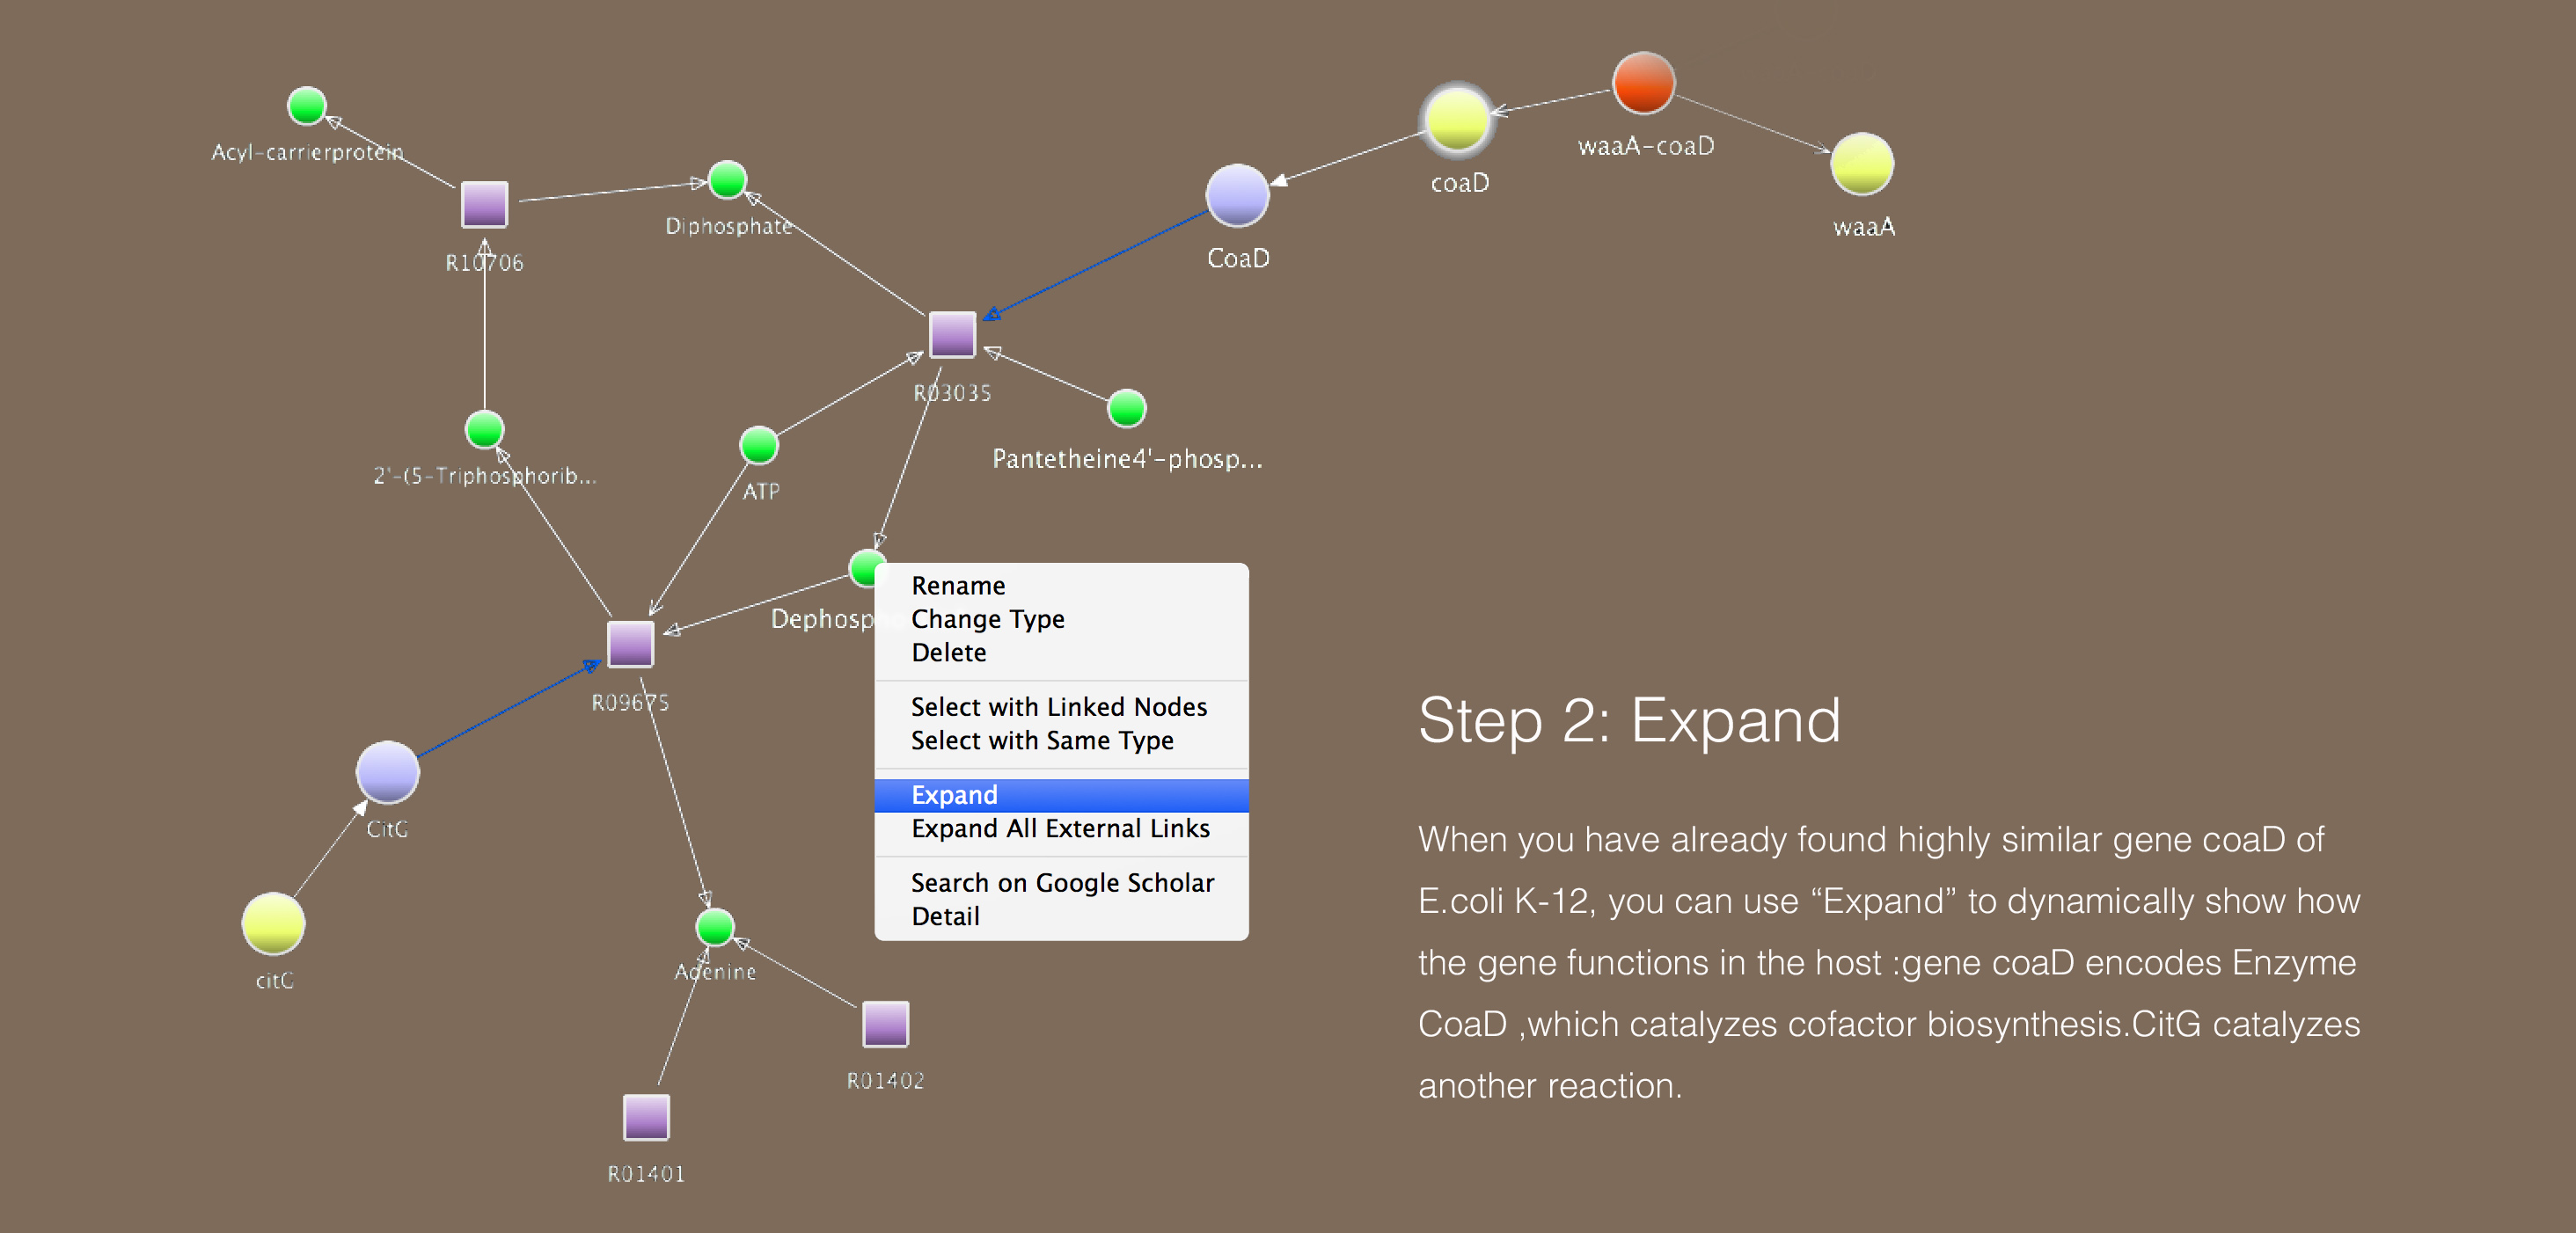 waaA-coaD
Acyl-carrierprotein
coaD
Diphosphate
waaA
CoaD
R10706
R03035
Pantetheine4'-phosp...
2'-(5-Triphosphorib...
ATP
Rename
Dephosp
Change Type
Delete
R09675
Select with Linked Nodes
Select with Same Type
Expand
Expand All External Links
CitG
Search on Google Scholar
Detail
Adenine
citG
R01402
R01401
Step 2: Expand
When you have already found highly similar gene coaD of
E.coli K-12, you can use “Expand” to dynamically show how
the gene functions in the host :gene coaD encodes Enzyme
CoaD ,which catalyzes cofactor biosynthesis.CitG catalyzes
another reaction.